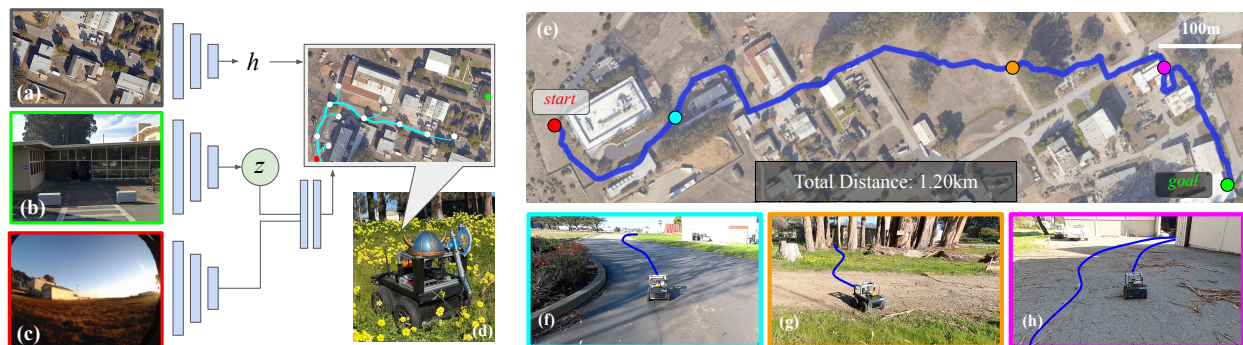 (a)
h
(b)
z
(c)
(d)
(e)
100m
start
Total Distance: 1.20km
goal
(f)
(g)
(h)